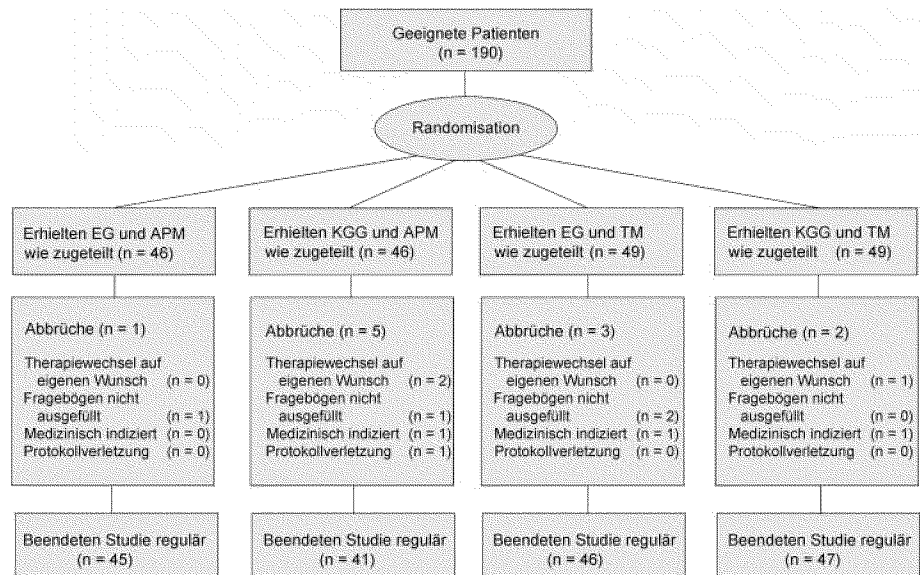 Geeignete Patienten
(n = 190)
Randomisation
Erhielten EG und APM
wie zugeteilt (n = 46)
Erhielten KGG und APM
wie zugeteilt (n = 46)
Erhielten EG und TM
wie zugeteilt (n = 49)
Erhielten KGG und TM
wie zugeteilt (n = 49)
Abbrüche (n = 1)
Therapiewechsel auf
eigenen Wunsch (n = 0)
Fragebögen nicht
ausgefüllt (n = 1)
Medizinisch indiziert (n = 0)
Protokollverletzung (n = 0)
Abbrüche (n = 5)
Therapiewechsel auf
eigenen Wunsch (n = 2)
Fragebögen nicht
ausgefüllt (n = 1)
Medizinisch indiziert (n = 1)
Protokollverletzung (n = 1)
Abbrüche (n = 3)
Therapiewechsel auf
eigenen Wunsch (n = 0)
Fragebögen nicht
ausgefüllt (n = 2)
Medizinisch indiziert (n = 1)
Protokollverletzung (n = 0)
Abbrüche (n = 2)
Therapiewechsel auf
eigenen Wunsch (n = 1)
Fragebögen nicht
ausgefüllt (n = 0)
Medizinisch indiziert (n = 1)
Protokollverletzung (n = 0)
Beendeten Studie regulär
(n = 45)
Beendeten Studie regulär
(n = 41)
Beendeten Studie regulär
(n = 46)
Beendeten Studie regulär
(n = 47)